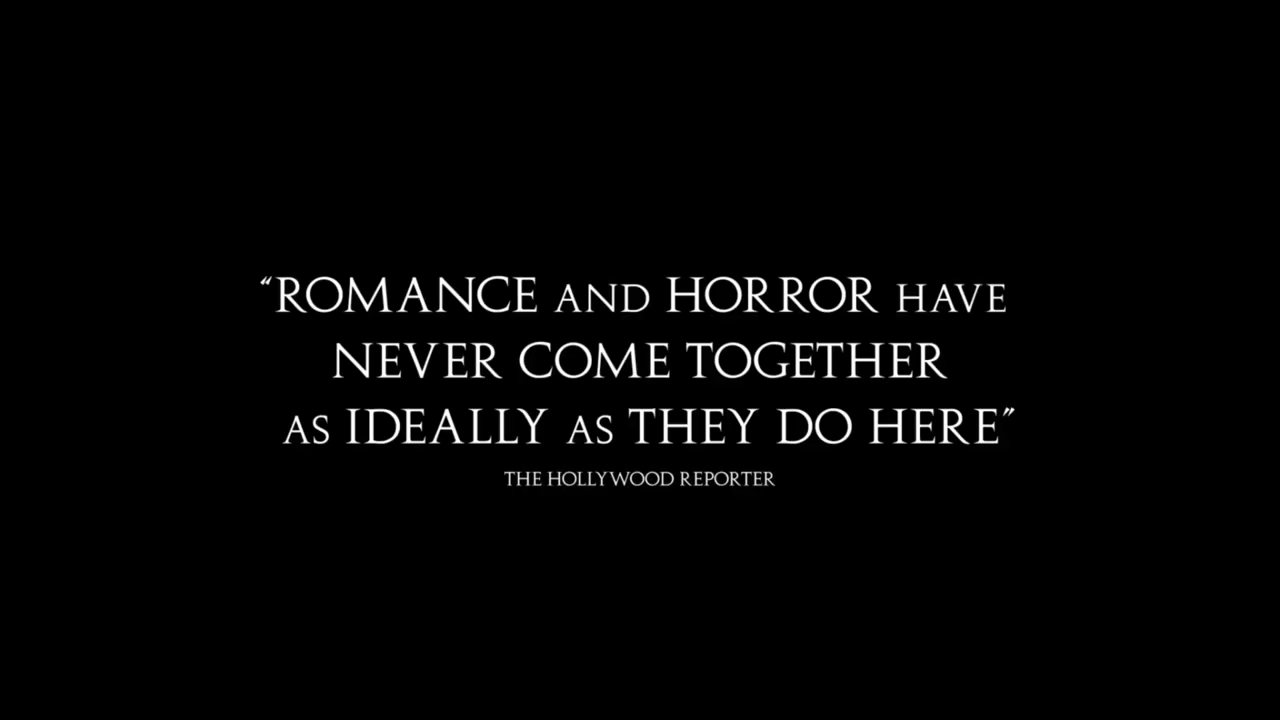 “ROMANCE AND HORROR HAVE
NEVER COME TOGETHER
AS IDEALLY AS THEY DO HERE”
THE HOLLYWOOD REPORTER